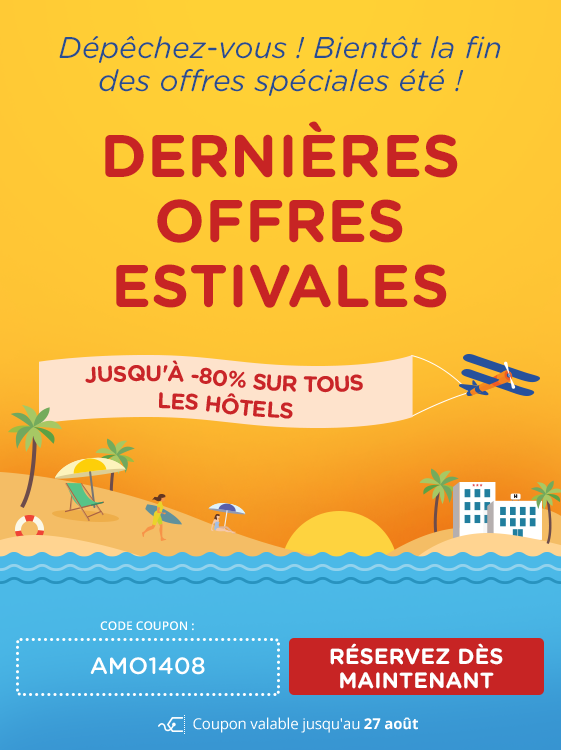 Dépêchez-vous ! Bientôt la fin
des offres spéciales été !
DERNIÈRES
OFFRES
ESTIVALES
JUSQU'À -80% SUR TOUS
LES HÔTELS
H
CODE COUPON :
AMO1408
RÉSERVEZ DÈS
MAINTENANT
Coupon valable jusqu'au 27 août